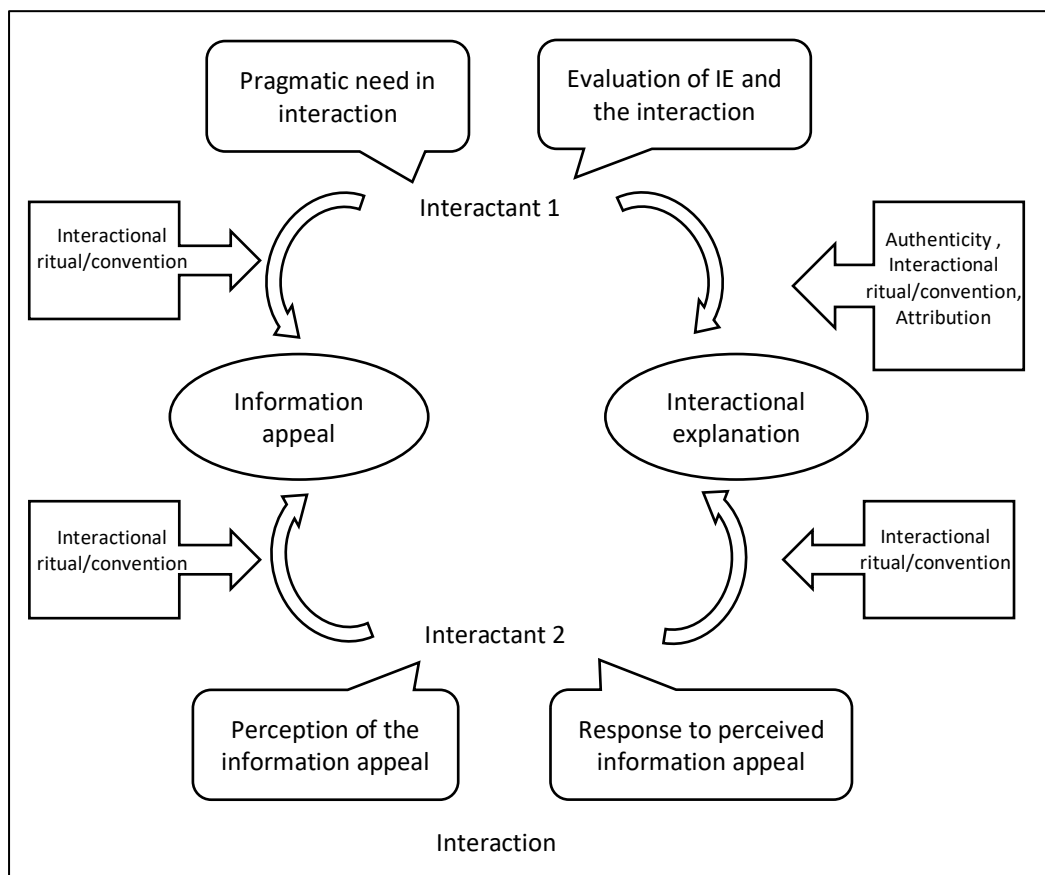 Pragmatic need in
interaction
Evaluation of IE and
the interaction
Interactant 1
Interactional
ritual/convention
Authenticity ,
Interactional
ritual/convention,
Attribution
Information
appeal
Interactional
explanation
Interactional
ritual/convention
Interactional
ritual/convention
Interactant 2
Perception of the
information appeal
Response to perceived
information appeal
Interaction